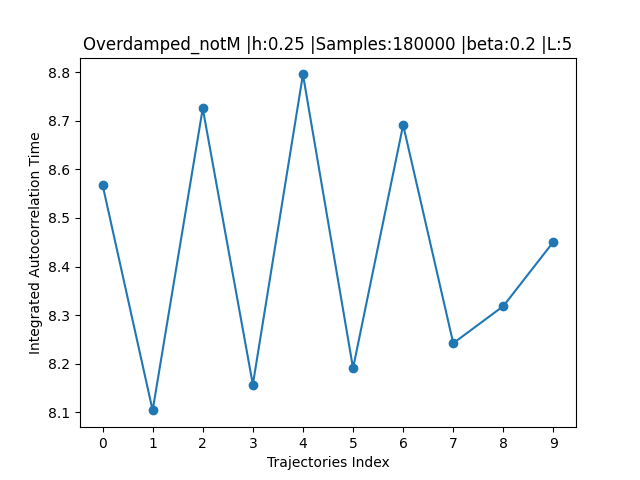 Overdamped_notM |h:0.25 |Samples:180000 |beta:0.2 |L:5
Integrated Autocorrelation Time
8.8
8.7
8.6
8.5
8.4
8.3
8.2
8.1
0 1 2 3 4 5 6 7 8 9
Trajectories Index